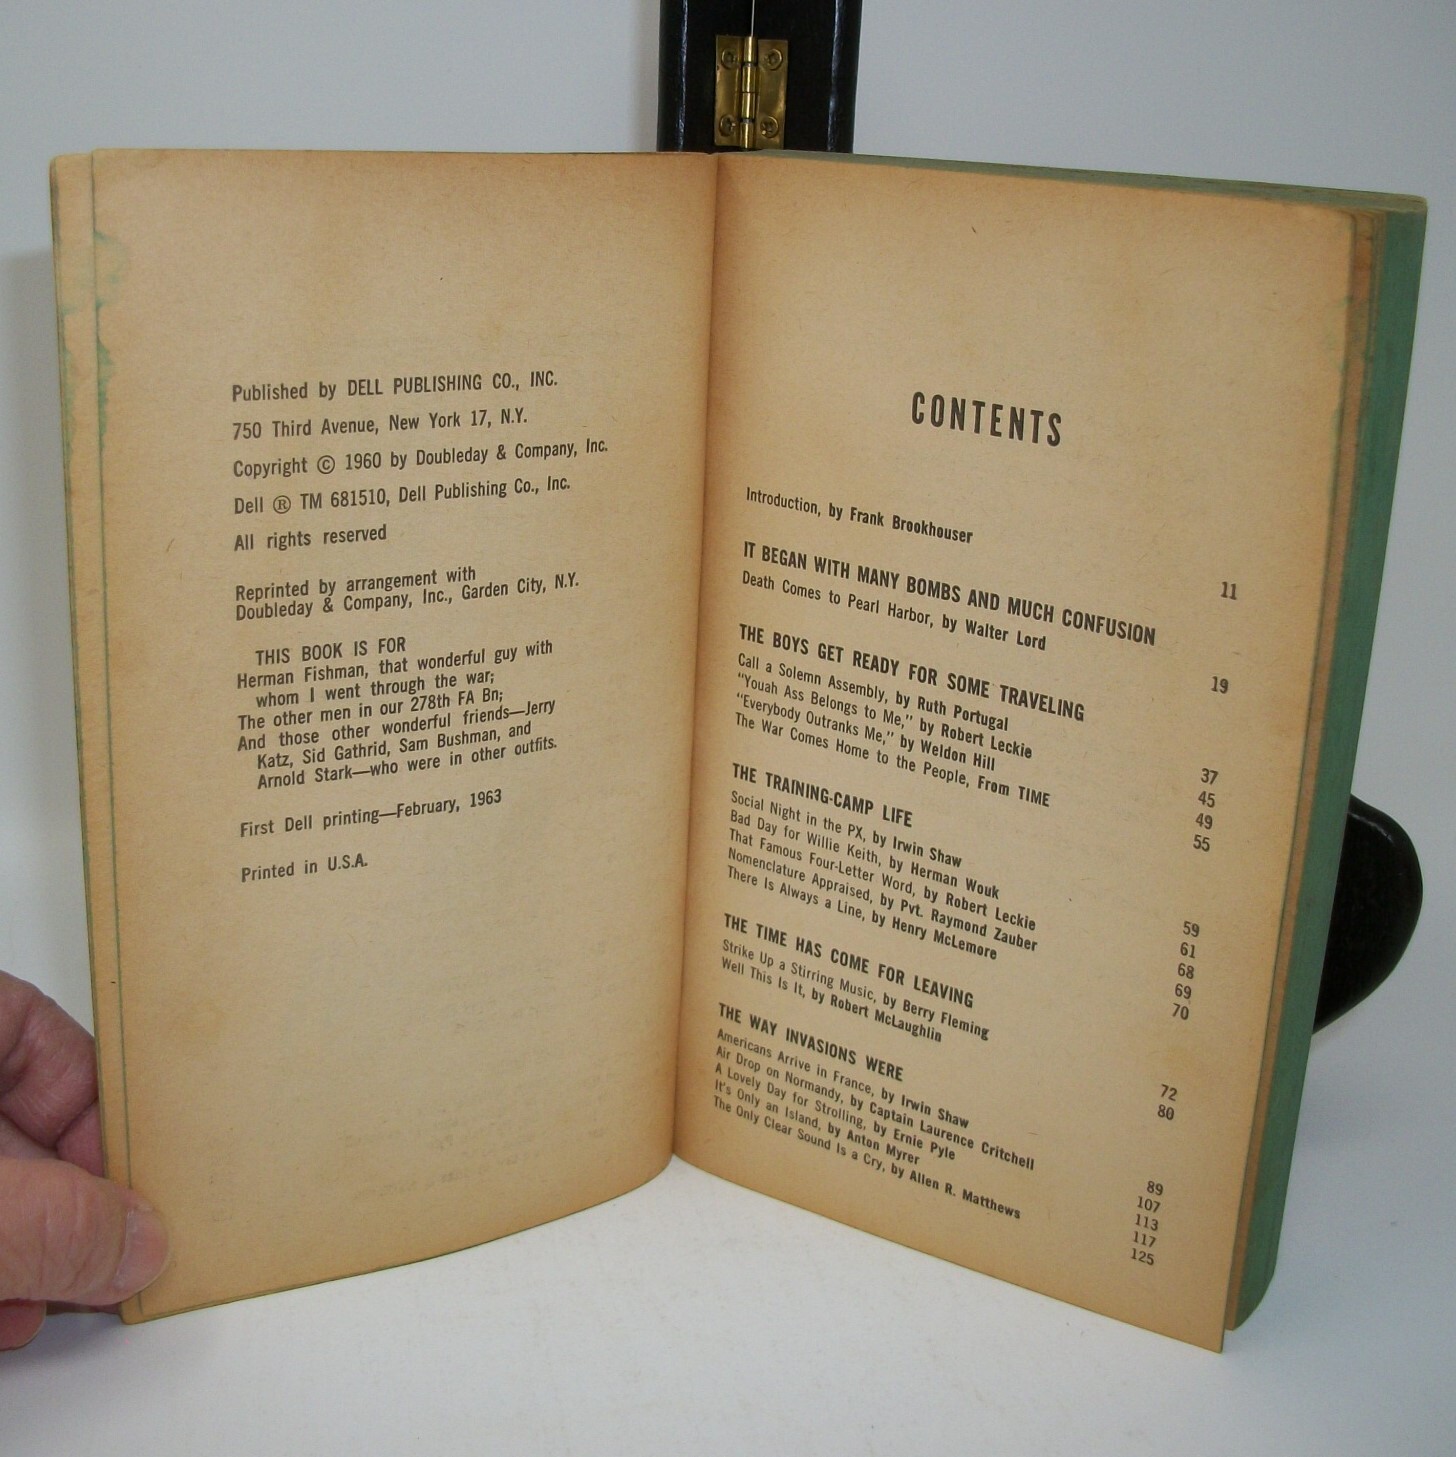 Published by DELL PUBLISHING CO., INC.
750 Third Avenue, New York 17, N.Y.
Copyright © 1960 by Doubleday & Company, Inc.
Dell ® TM 681510, Dell Publishing Co., Inc.
All rights reserved
Reprinted by arrangement with
Doubleday & Company, Inc., Garden City, N.Y.
THIS BOOK IS FOR
Herman Fishman, that wonderful guy with
whom I went through the war;
The other men in our 278th FA Bn;
And those other wonderful friends—Jerry
Katz, Sid Gathrid, Sam Bushman, and
Arnold Stark—who were in other outfits.
First Dell printing—February, 1963
Printed in U.S.A.
CONTENTS
Introduction, by Frank Brookhouser 11
IT BEGAN WITH MANY BOMBS AND MUCH CONFUSION
Death Comes to Pearl Harbor, by Walter Lord 19
THE BOYS GET READY FOR SOME TRAVELING
Call a Solemn Assembly, by Ruth Portugal 37
"Youah Ass Belongs to Me," by Robert Leckie 45
"Everybody Outranks Me," by Weldon Hill 49
The War Comes Home to the People, From TIME 55
THE TRAINING-CAMP LIFE
Social Night in the PX, by Irwin Shaw 59
Bad Day for Willie Keith, by Herman Wouk 61
That Famous Four-Letter Word, by Robert Leckie 68
Nomenclature Appraised, by Pvt. Raymond Zauber 69
There Is Always a Line, by Henry McLemore 70
THE TIME HAS COME FOR LEAVING
Strike Up a Stirring Music, by Berry Fleming 72
Well This Is It, by Robert McLaughlin 80
THE WAY INVASIONS WERE
Americans Arrive in France, by Irwin Shaw 89
Air Drop on Normandy, by Captain Laurence Critchell 107
A Lovely Day for Strolling, by Ernie Pyle 113
It's Only an Island, by Anton Myrer 117
The Only Clear Sound Is a Cry, by Allen R. Matthews 125